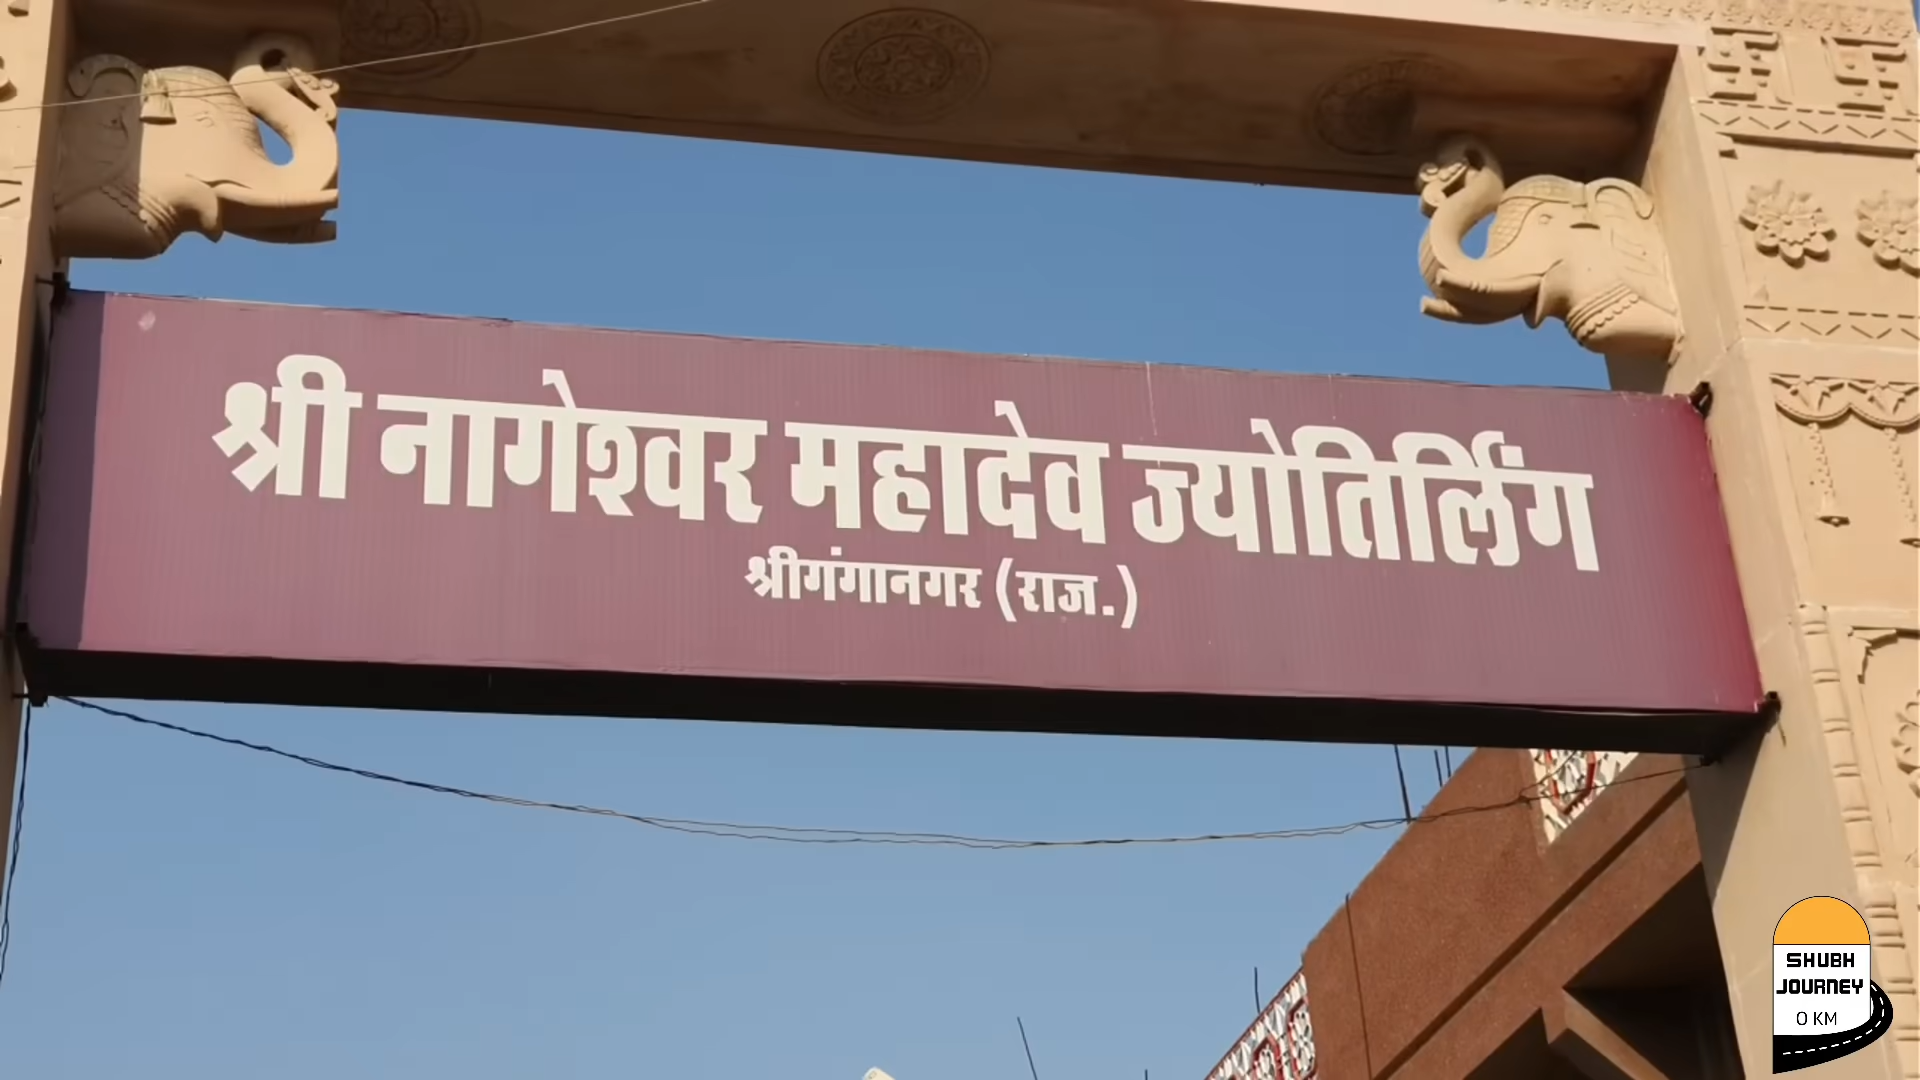 श्री नागेश्वर महादेव ज्योतिर्लिंग
श्रीगंगानगर (राज.)
SHUBH
JOURNEY
0 KM